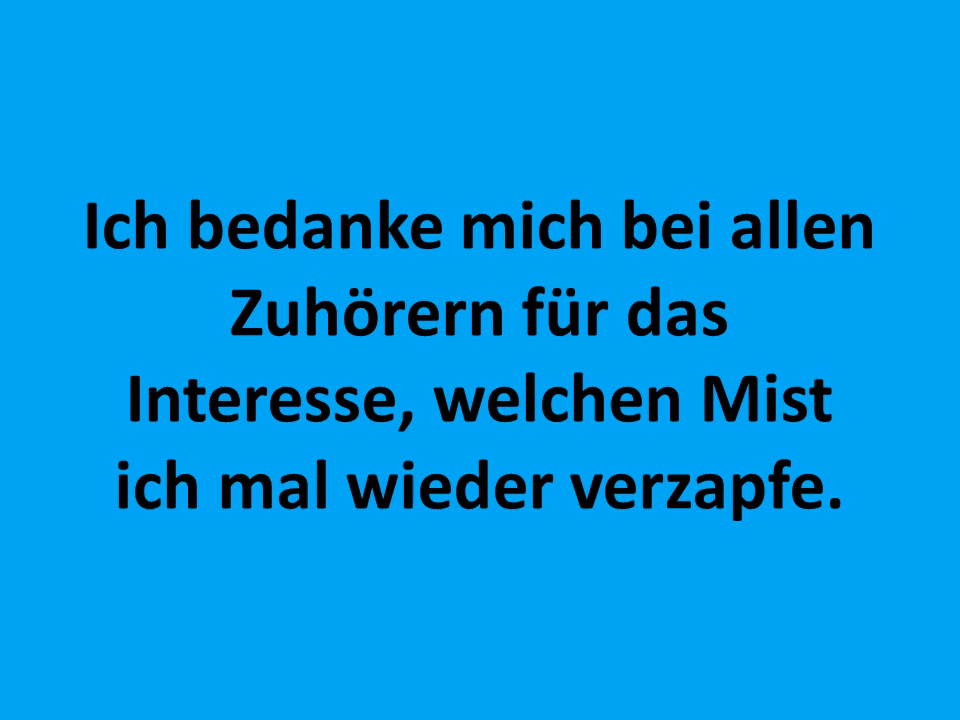 Ich bedanke mich bei allen
Zuhörern für das
Interesse, welchen Mist
ich mal wieder verzapfe.